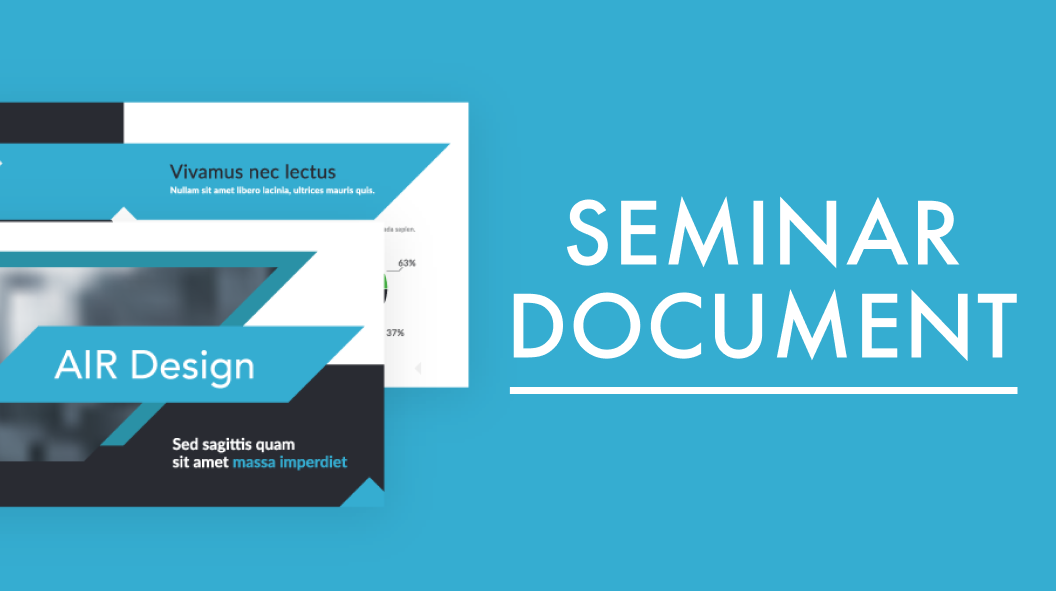 Vivamus nec lectus
Nullam sit amet libero lacinia, ultrices mauris quis.
sapien.
63%
37%
AIR Design
Sed sagittis quam
sit amet massa imperdiet
SEMINAR
DOCUMENT